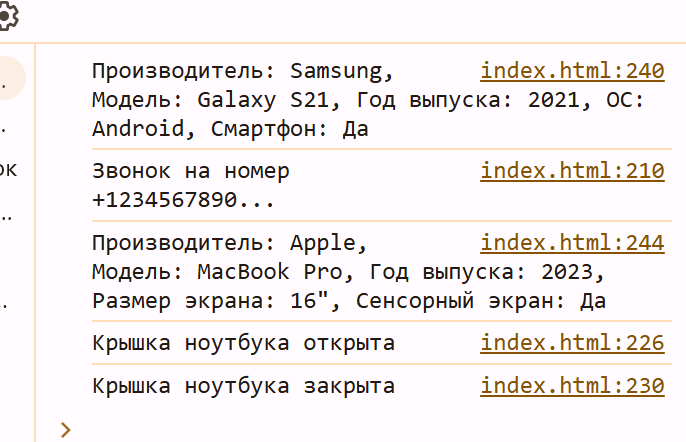 Производитель: Samsung, index.html:240
Модель: Galaxy S21, Год выпуска: 2021, ОС:
Android, Смартфон: Да
Звонок на номер index.html:210
+1234567890...
Производитель: Apple, index.html:244
Модель: MacBook Pro, Год выпуска: 2023,
Размер экрана: 16", Сенсорный экран: Да
Крышка ноутбука открыта index.html:226
Крышка ноутбука закрыта index.html:230